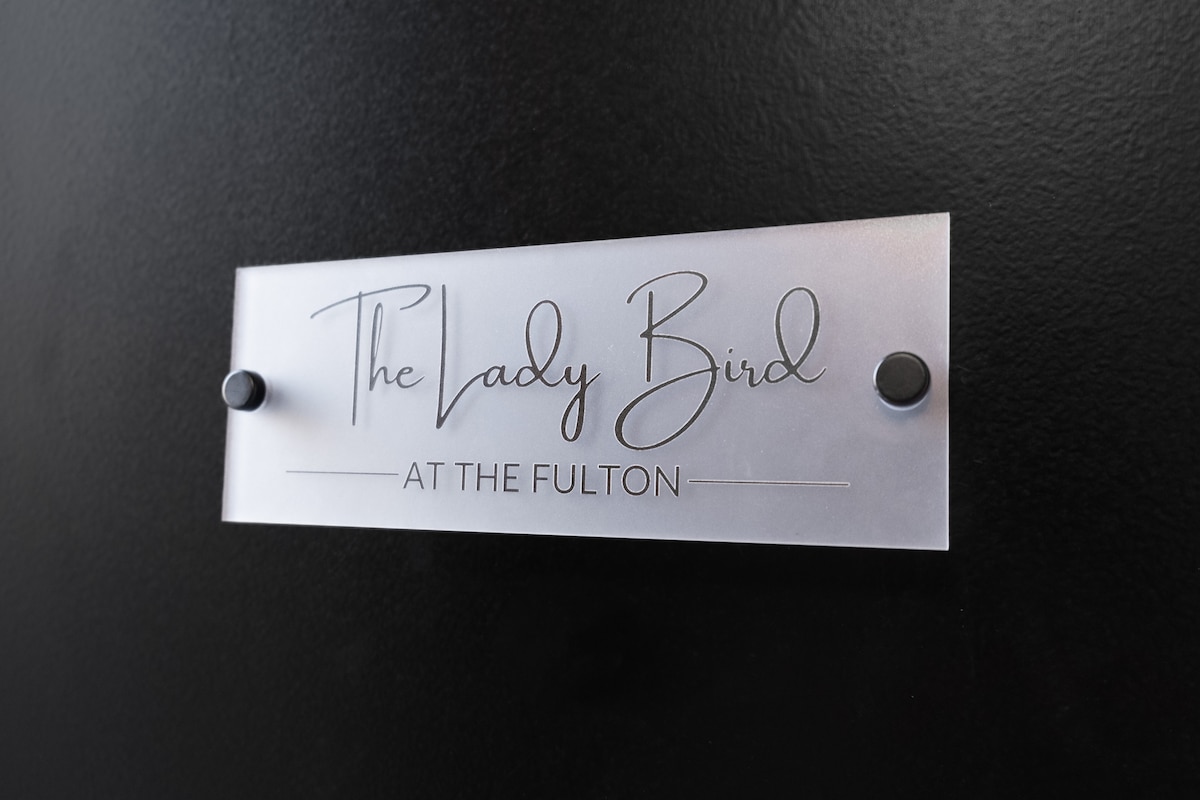 The Lady Bird
AT THE FULTON